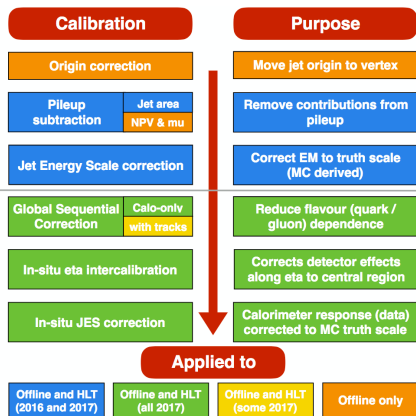 Calibration
Purpose
Origin correction
Move jet origin to vertex
Pileup
subtraction
Jet area
NPV & mu
Remove contributions from
pileup
Jet Energy Scale correction
Correct EM to truth scale
(MC derived)
Global Sequential
Correction
Calo-only
with tracks
Reduce flavour (quark /
gluon) dependence
In-situ eta intercalibration
Corrects detector effects
along eta to central region
In-situ JES correction
Calorimeter response (data)
corrected to MC truth scale
Applied to
Offline and HLT
(2016 and 2017)
Offline and HLT
(all 2017)
Offline and HLT
(some 2017)
Offline only